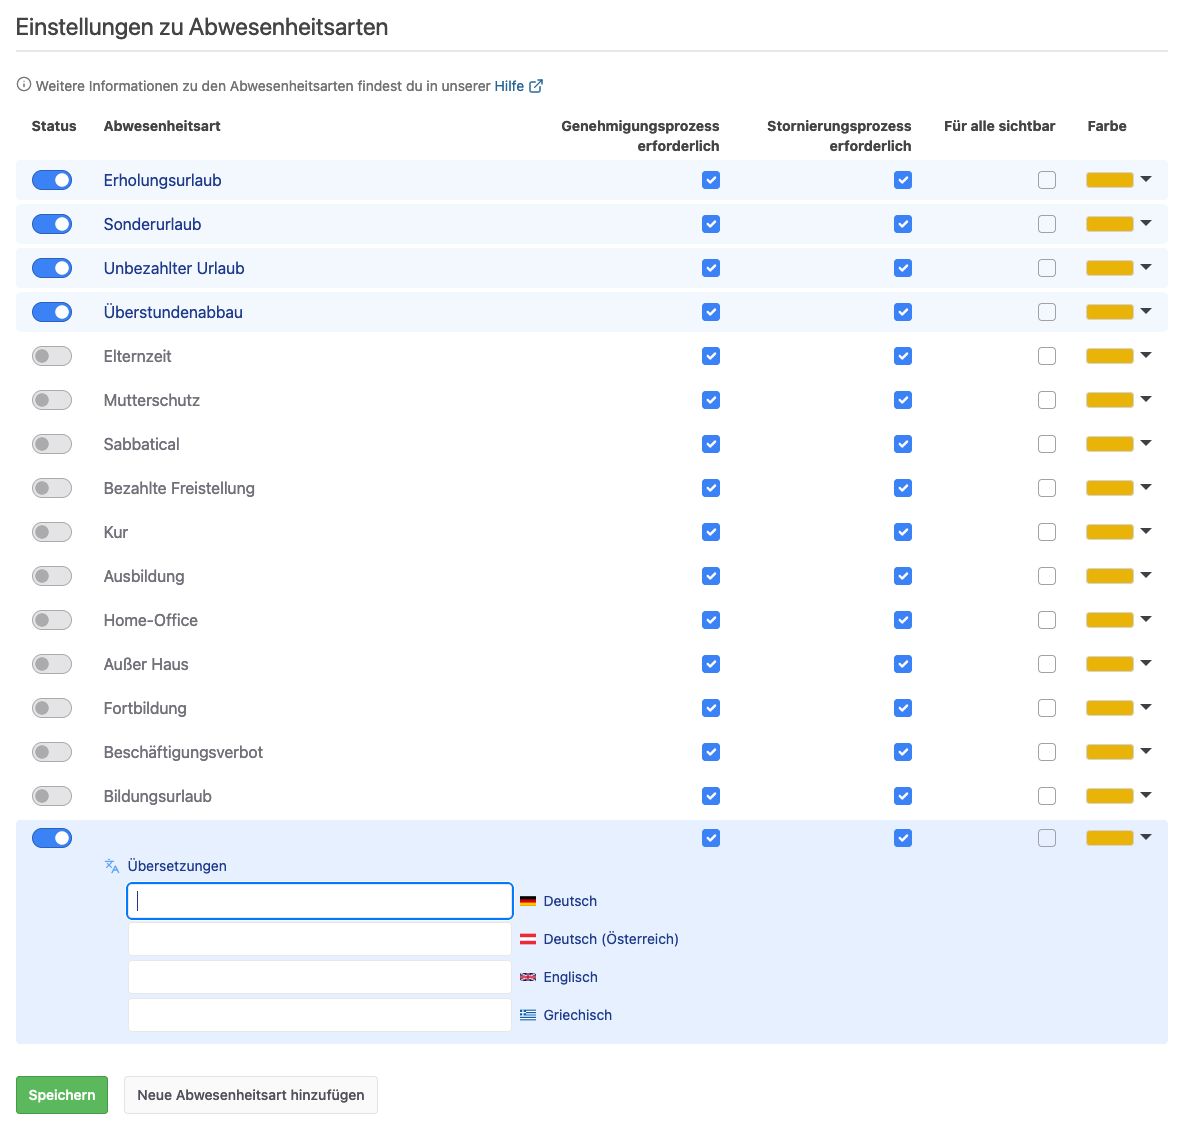 Einstellungen zu Abwesenheitsarten
Weitere Informationen zu den Abwesenheitsarten findest du in unserer Hilfe
Status Abwesenheitsart Genehmigungsprozess erforderlich Stornierungsprozess erforderlich Für alle sichtbar Farbe
Erholungsurlaub
Sonderurlaub
Unbezahlter Urlaub
Überstundenabbau
Elternzeit
Mutterschutz
Sabbatical
Bezahlte Freistellung
Kur
Ausbildung
Home-Office
Außer Haus
Fortbildung
Beschäftigungsverbot
Bildungsurlaub
Übersetzungen
Deutsch
Deutsch (Österreich)
Englisch
Griechisch
Speichern Neue Abwesenheitsart hinzufügen